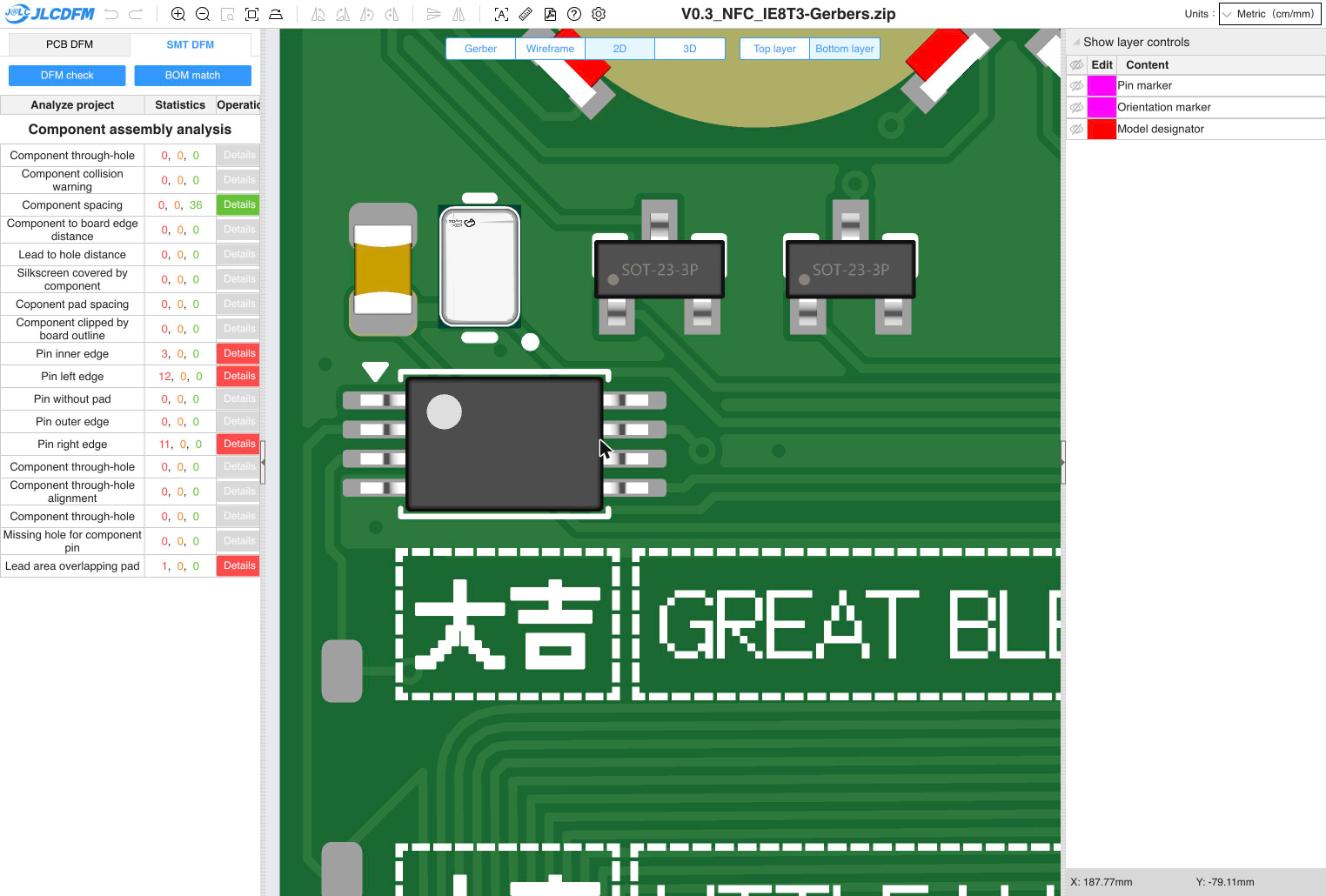 J@LC JLCDFM
V0.3_NFC_IE8T3-Gerbers.zip
Units : Metric (cm/mm)
PCB DFM SMT DFM
DFM check BOM match
Analyze project Statistics Operatic
Component assembly analysis
Component through-hole 0, 0, 0 Details
Component collision warning 0, 0, 0 Details
Component spacing 0, 0, 36 Details
Component to board edge distance 0, 0, 0 Details
Lead to hole distance 0, 0, 0 Details
Silkscreen covered by component 0, 0, 0 Details
Coponent pad spacing 0, 0, 0 Details
Component clipped by board outline 0, 0, 0 Details
Pin inner edge 3, 0, 0 Details
Pin left edge 12, 0, 0 Details
Pin without pad 0, 0, 0 Details
Pin outer edge 0, 0, 0 Details
Pin right edge 11, 0, 0 Details
Component through-hole 0, 0, 0 Details
Component through-hole alignment 0, 0, 0 Details
Component through-hole 0, 0, 0 Details
Missing hole for component pin 0, 0, 0 Details
Lead area overlapping pad 1, 0, 0 Details
Gerber Wireframe 2D 3D Top layer Bottom layer
SOT-23-3P SOT-23-3P
大吉 GREAT BLE
Show layer controls
Edit Content
Pin marker
Orientation marker
Model designator
X: 187.77mm Y: -79.11mm